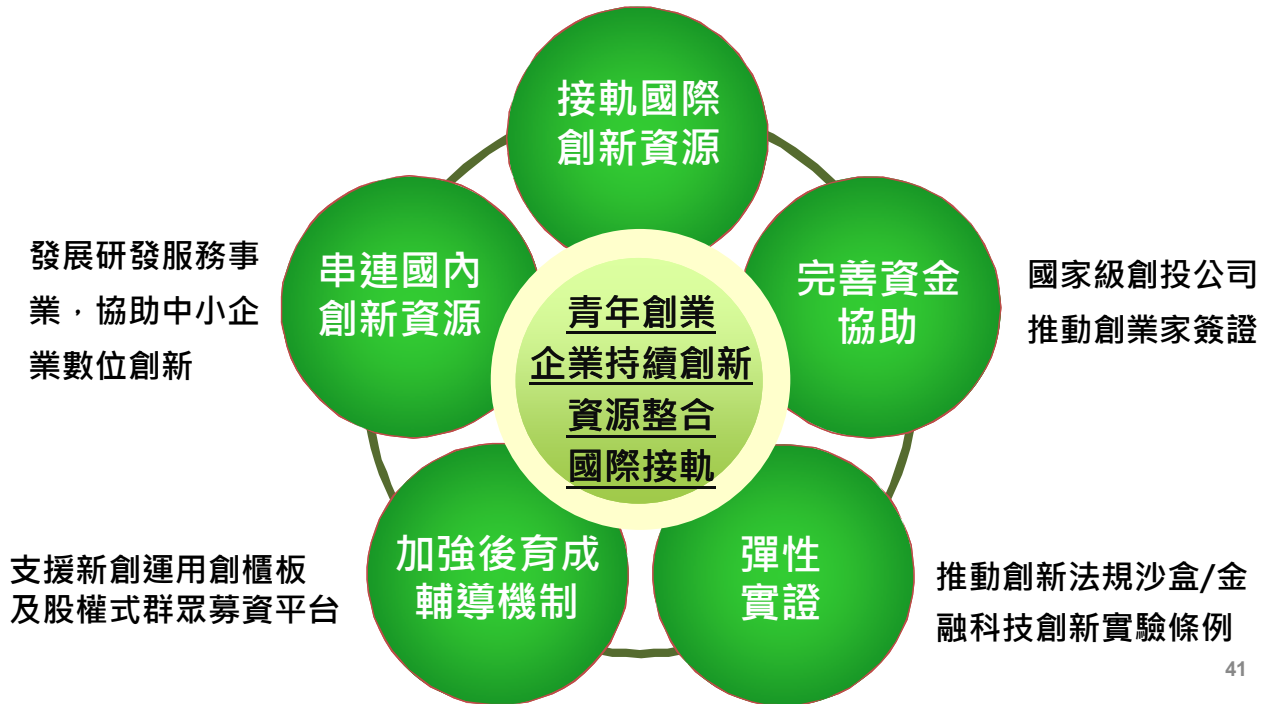 接軌國際
創新資源
串連國內
創新資源
發展研發服務事
業，協助中小企
業數位創新
完善資金
協助
國家級創投公司
推動創業家簽證
青年創業
企業持續創新
資源整合
國際接軌
加強後育成
輔導機制
支援新創運用創櫃板
及股權式群眾募資平台
彈性
實證
推動創新法規沙盒/金
融科技創新實驗條例
41